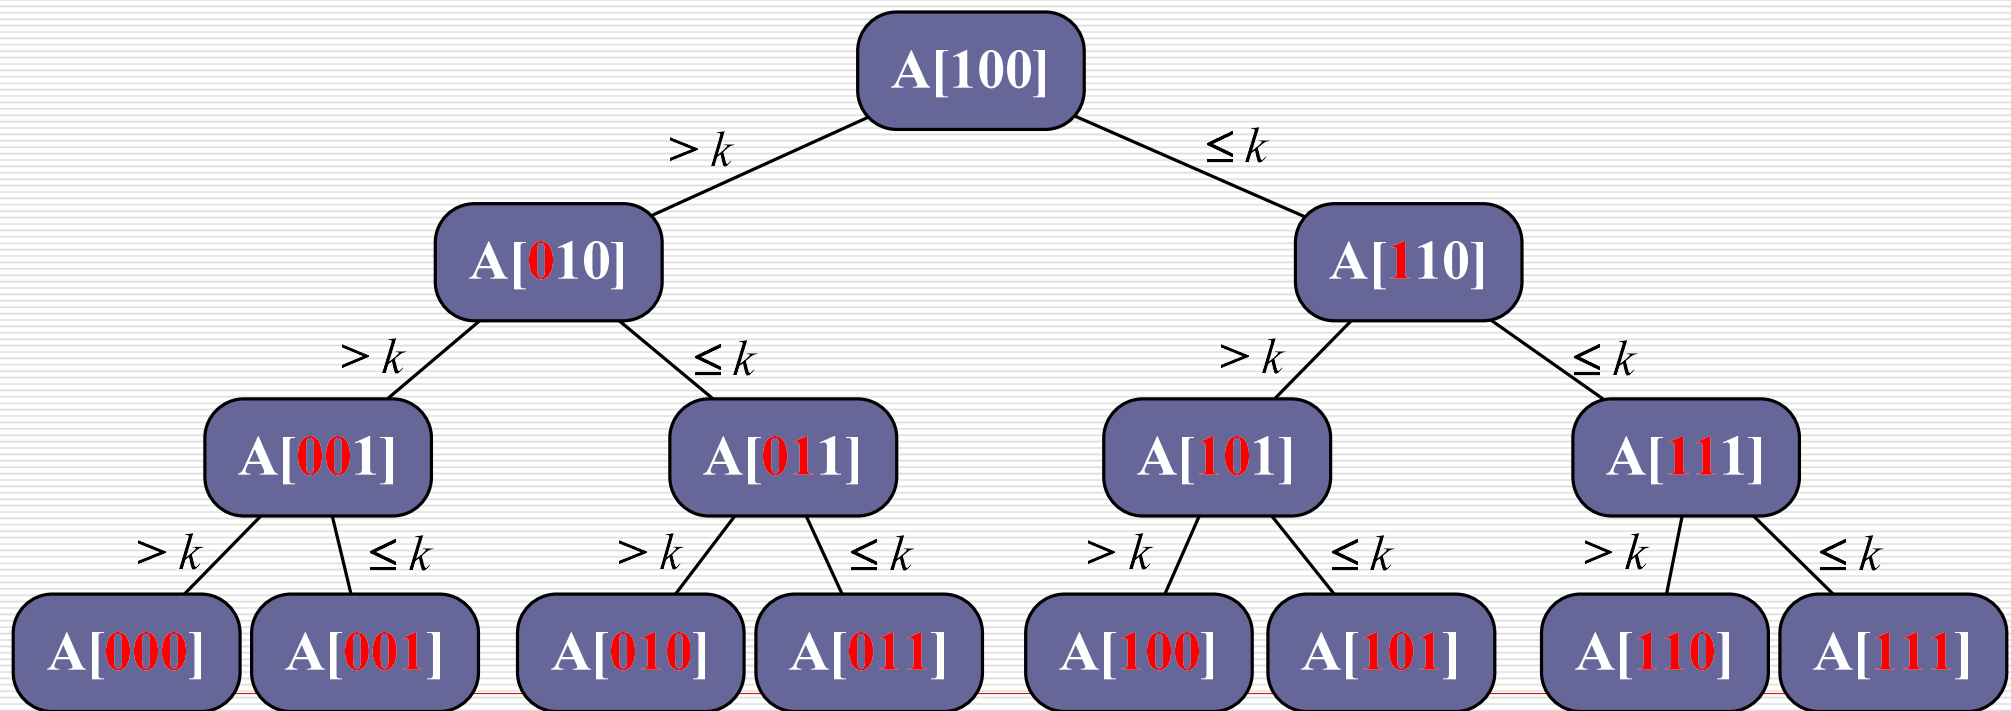 A[100]
> k ≤ k
A[010] A[110]
> k ≤ k > k ≤ k
A[001] A[011] A[101] A[111]
> k ≤ k > k ≤ k > k ≤ k > k ≤ k
A[000] A[001] A[010] A[011] A[100] A[101] A[110] A[111]